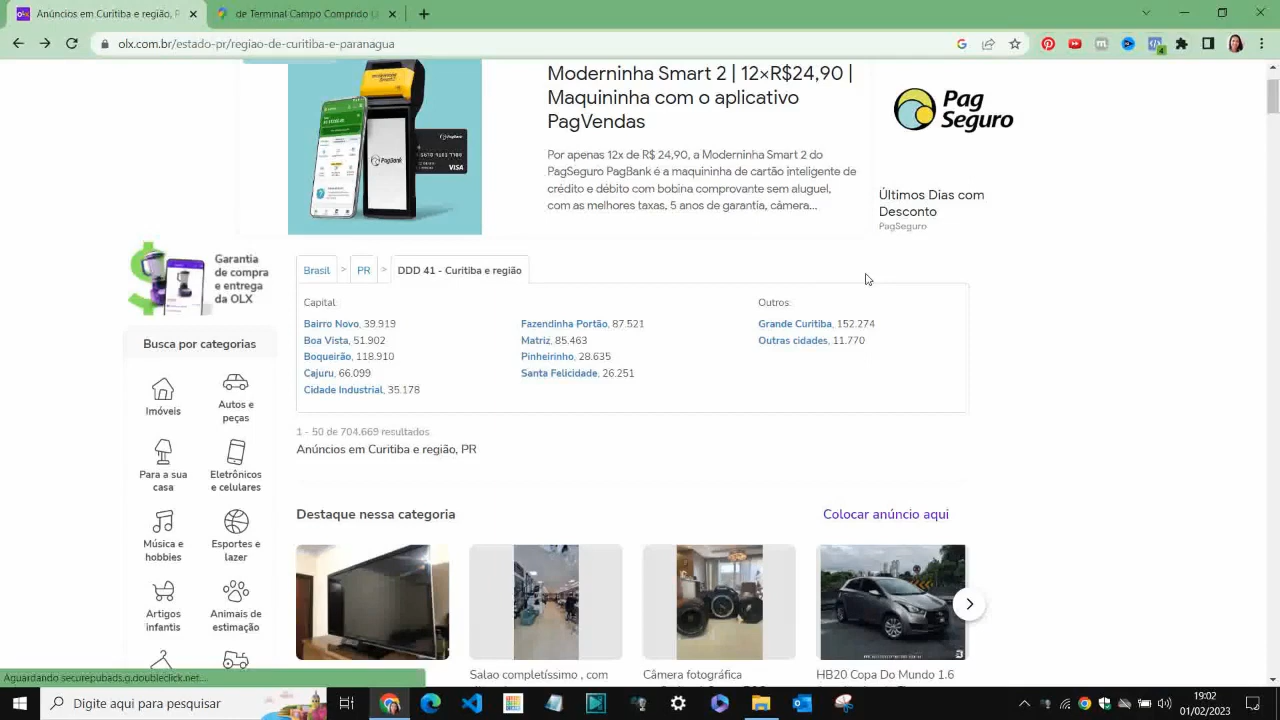 Anúncios em Curitiba e região, P
de Terminal Campo Comprido (
olx.com.br/estado-pr/regiao-de-curitiba-e-paranagua
Moderninha Smart 2 | 12×R$24,90 |
Maquininha com o aplicativo
PagVendas
Por apenas 12x de R$ 24,90, a Moderninha Smart 2 do
PagSeguro PagBank é a maquininha de cartão inteligente de
crédito e débito com bobina comprovante sem aluguel,
com as melhores taxas, 5 anos de garantia, câmera...
Pag
Seguro
Últimos Dias com
Desconto
PagSeguro
PagBank
VISA
Garantia
de compra
e entrega
da OLX
Brasil > PR > DDD 41 - Curitiba e região
Capital:
Bairro Novo, 39.919
Boa Vista, 51.902
Boqueirão, 118.910
Cajuru, 66.099
Cidade Industrial, 35.178
Fazendinha Portão, 87.521
Matriz, 85.463
Pinheirinho, 28.635
Santa Felicidade, 26.251
Outros:
Grande Curitiba, 152.274
Outras cidades, 11.770
1 - 50 de 704.669 resultados
Anúncios em Curitiba e região, PR
Busca por categorias
Imóveis
Autos e
peças
Para a sua
casa
Eletrônicos
e celulares
Música e
hobbies
Esportes e
lazer
Artigos
infantis
Animais de
estimação
Destaque nessa categoria
Colocar anúncio aqui
Salao completíssimo , com
Câmera fotográfica
HB20 Copa Do Mundo 1.6
Aguardando securepubads.g.doubleclick.net...
Digite aqui para pesquisar
19:02
01/02/2023